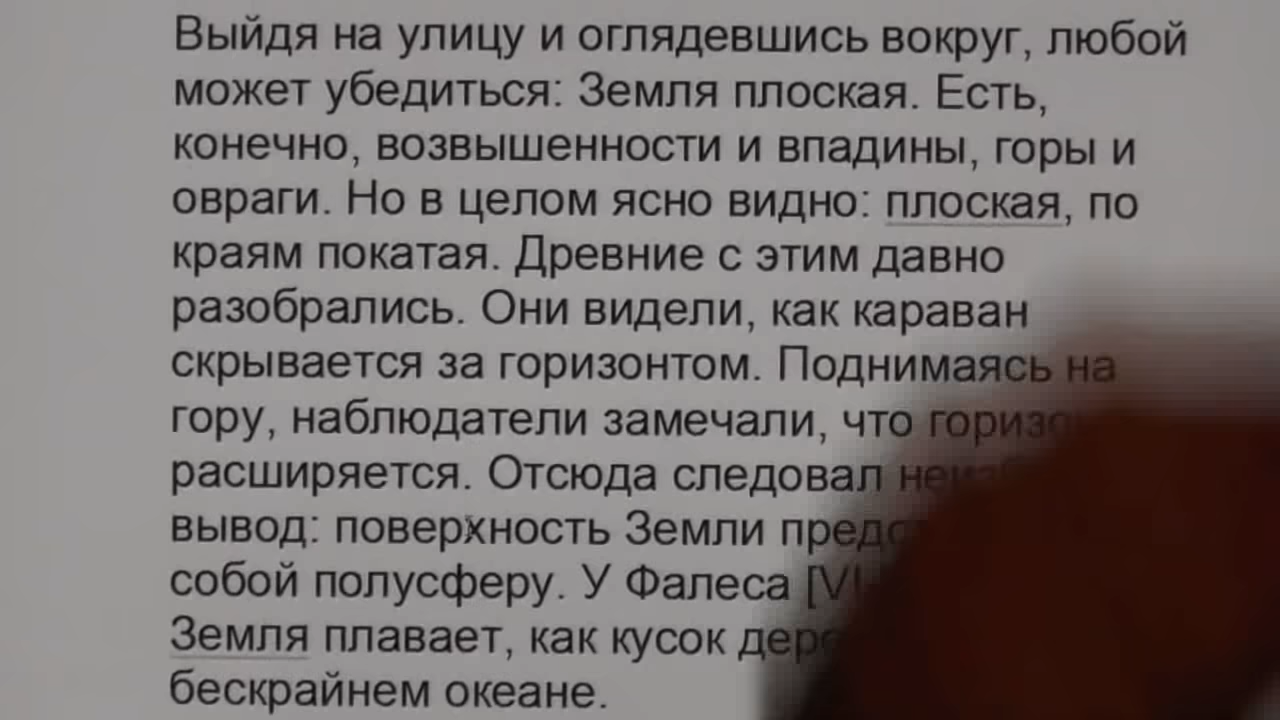 Выйдя на улицу и оглядевшись вокруг, любой
может убедиться: Земля плоская. Есть,
конечно, возвышенности и впадины, горы и
овраги. Но в целом ясно видно: плоская, по
краям покатая. Древние с этим давно
разобрались. Они видели, как караван
скрывается за горизонтом. Поднимаясь на
гору, наблюдатели замечали, что
расширяется. Отсюда следовал
вывод: поверхность Земли
собой полусферу. У Фалеса
Земля плавает, как кусок
бескрайнем океане.